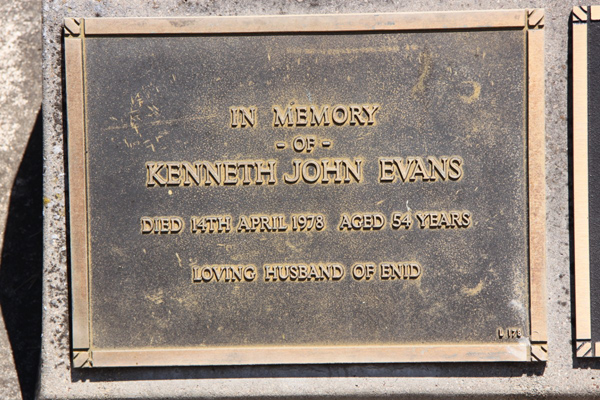 IN MEMORY
- OF -
KENNETH JOHN EVANS
DIED 14TH APRIL 1978 AGED 54 YEARS
LOVING HUSBAND OF ENID
L 178